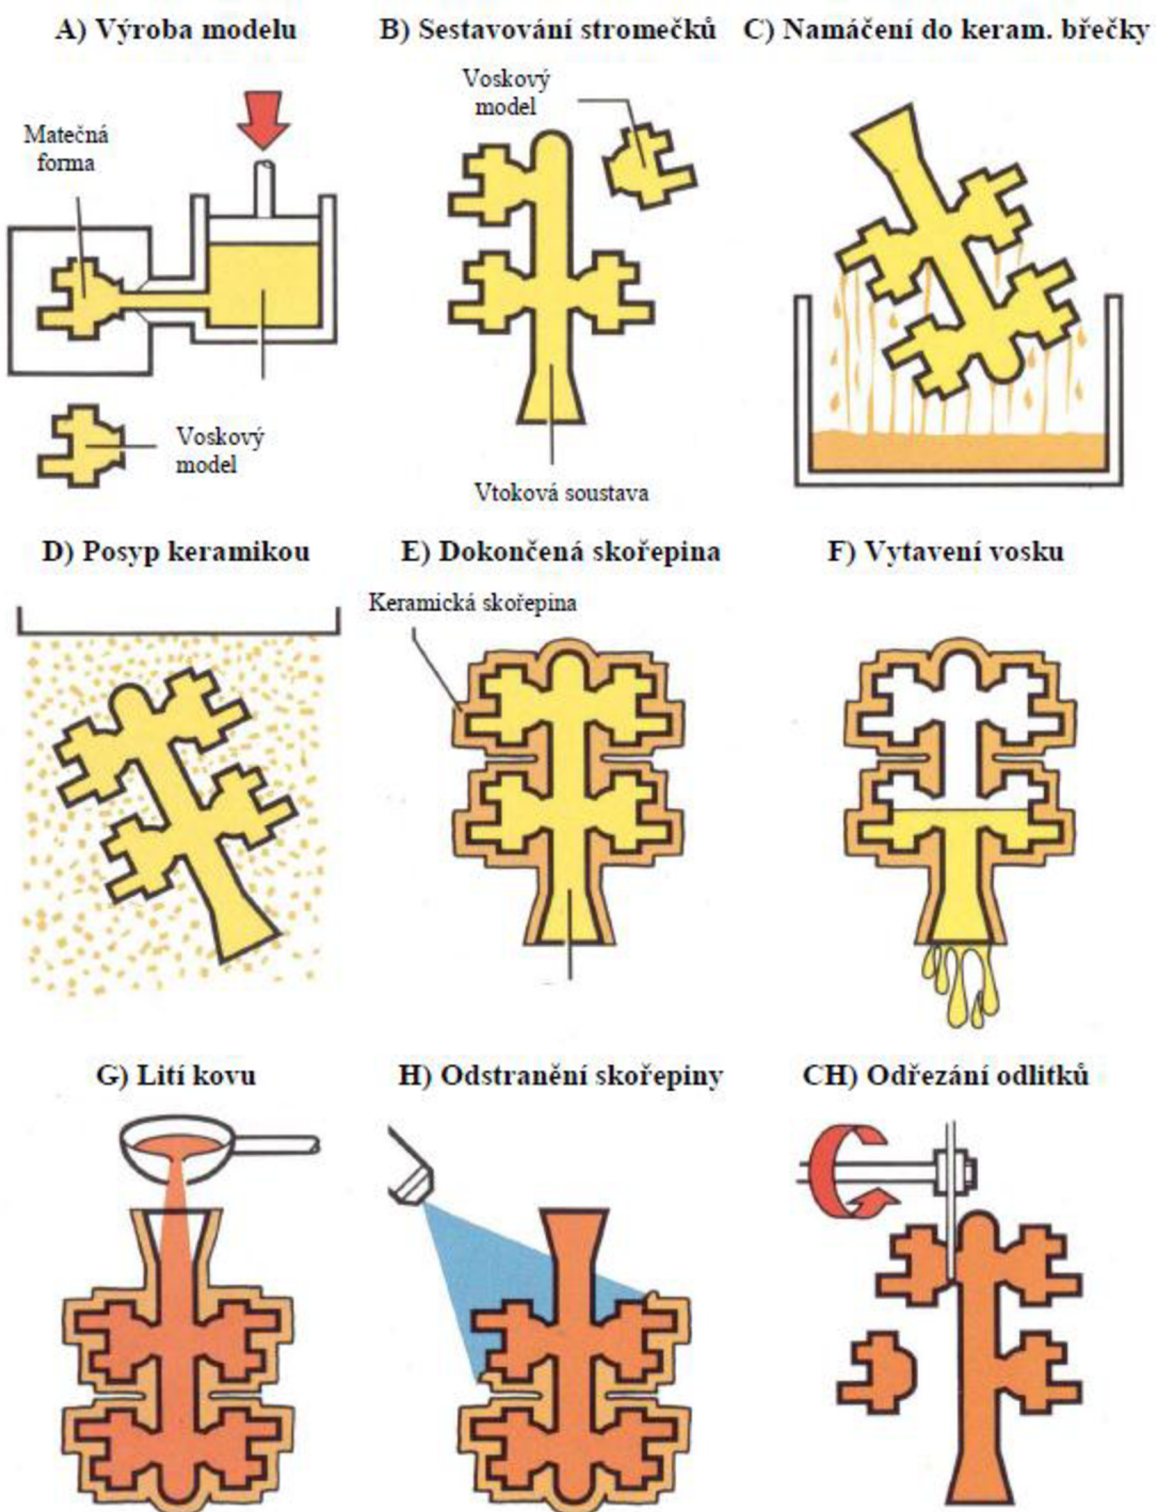 A) Výroba modelu
B) Sestavování stromečků
C) Namáčení do keram. břečky
Matečná
forma
Voskový
model
Voskový
model
Vtoková soustava
D) Posyp keramikou
E) Dokončená skořepina
F) Vytavení vosku
Keramická skořepina
G) Lití kovu
H) Odstranění skořepiny
CH) Odřezání odlitků